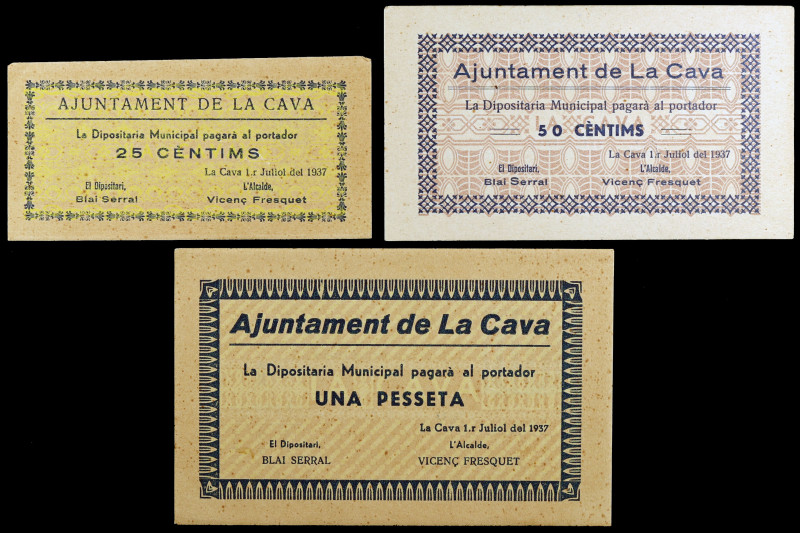 AJUNTAMENT DE LA CAVA
La Dipositaria Municipal pagarà al portador
25 CÈNTIMS
La Cava 1.r Juliol del 1937
El Dipositari, L'Alcalde,
Blai Serral Vicenç Fresquet
Ajuntament de La Cava
La Dipositaria Municipal pagarà al portador
LA CAVA
50 CÈNTIMS
La Cava 1.r Juliol del 1937
El Dipositari, L'Alcalde,
Blai Serral Vicenç Fresquet
Ajuntament de La Cava
La Dipositaria Municipal pagarà al portador
UNA PESSETA
La Cava 1.r Juliol del 1937
El Dipositari, L'Alcalde,
BLAI SERRAL VICENÇ FRESQUET